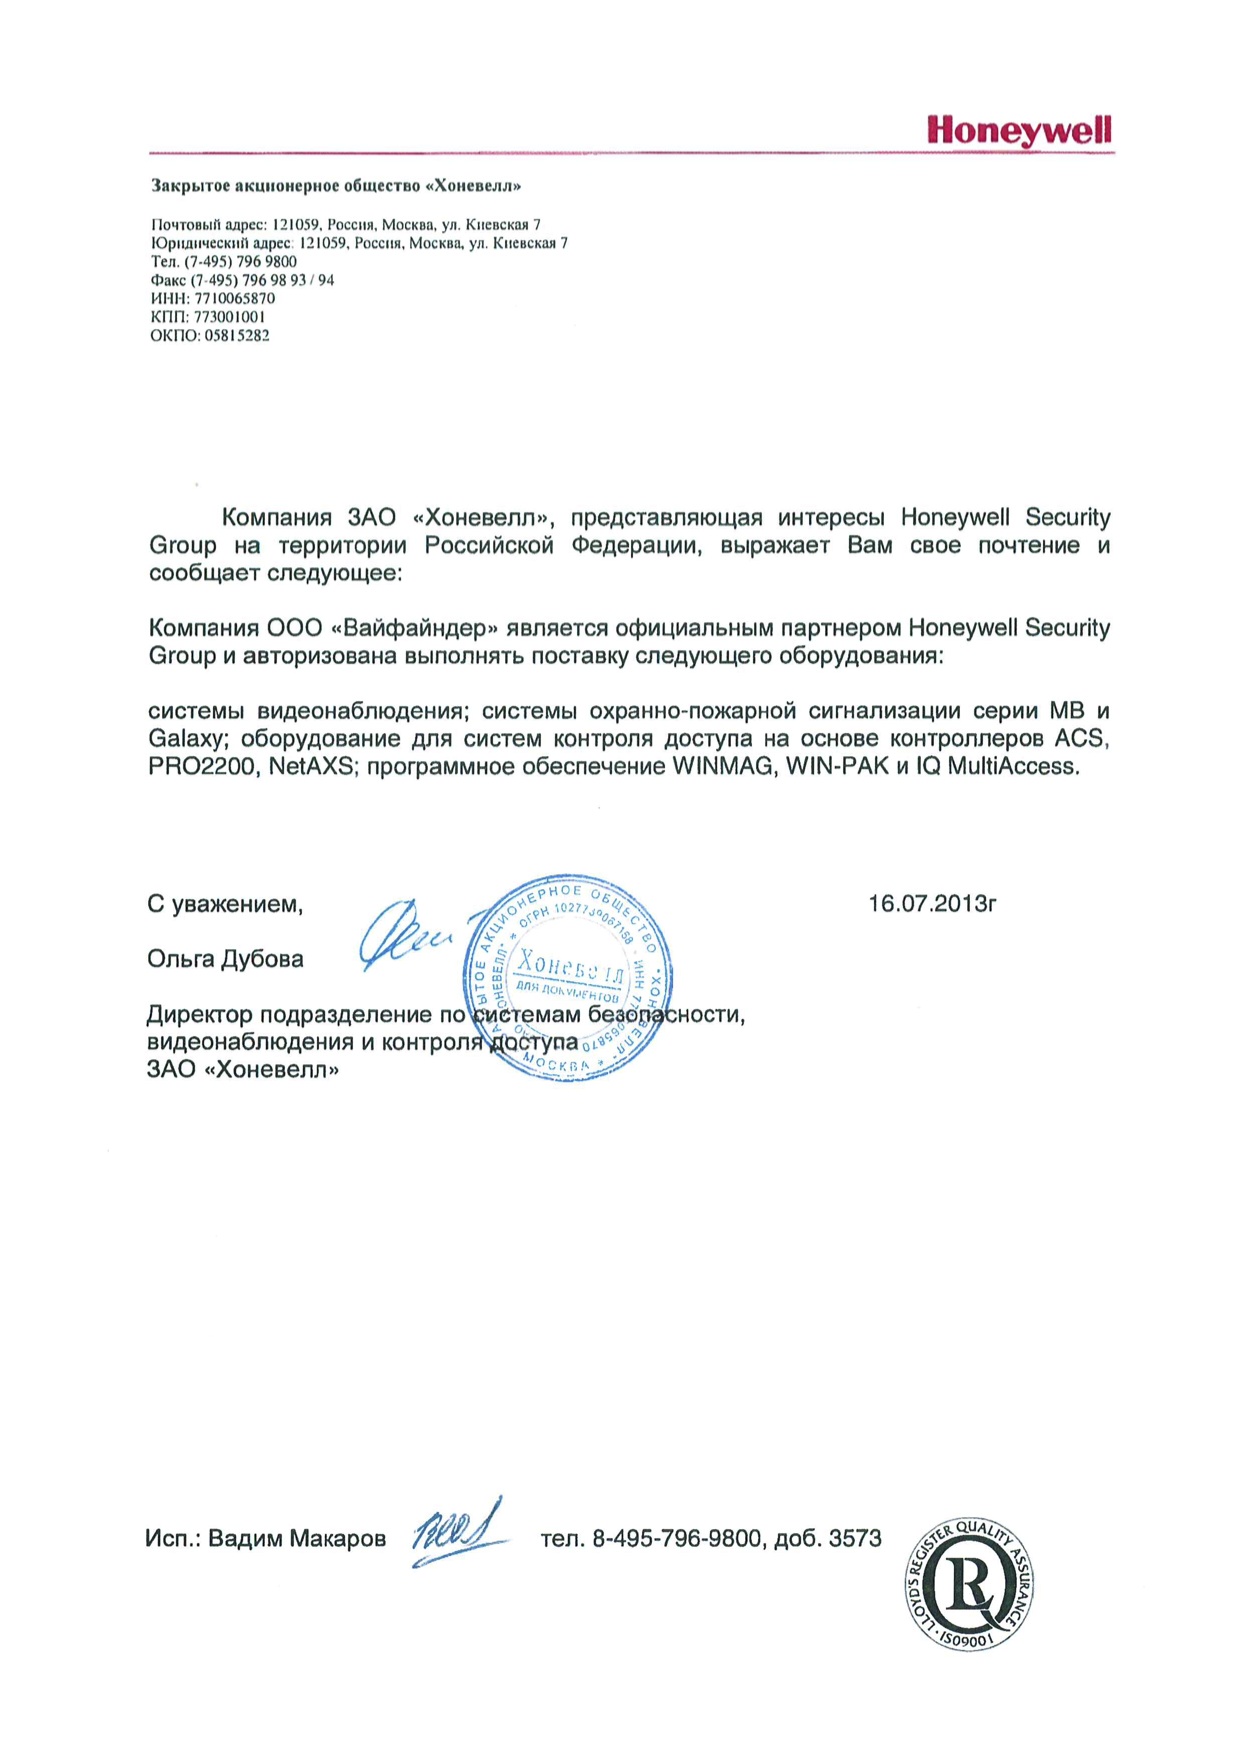 Honeywell
Закрытое акционерное общество «Хоневелл»
Почтовый адрес: 121059, Россия, Москва, ул. Киевская 7
Юридический адрес: 121059, Россия, Москва, ул. Киевская 7
Тел. (7-495) 796 9800
Факс (7-495) 796 98 93 / 94
ИНН: 7710065870
КПП: 773001001
ОКПО: 05815282
Компания ЗАО «Хоневелл», представляющая интересы Honeywell Security
Group на территории Российской Федерации, выражает Вам свое почтение и
сообщает следующее:
Компания ООО «Вайфайндер» является официальным партнером Honeywell Security
Group и авторизована выполнять поставку следующего оборудования:
системы видеонаблюдения; системы охранно-пожарной сигнализации серии MB и
Galaxy; оборудование для систем контроля доступа на основе контроллеров ACS,
PRO2200, NetAXS; программное обеспечение WINMAG, WIN-PAK и IQ MultiAccess.
С уважением,
16.07.2013г
Ольга Дубова
АКЦИОНЕРНОЕ ОБЩЕСТВО
ОГРН
Хоневелл
ДЛЯ ДОКУМЕНТОВ
МОСКВА
Директор подразделение по системам безопасности,
видеонаблюдения и контроля доступа
ЗАО «Хоневелл»
Исп.: Вадим Макаров
тел. 8-495-796-9800, доб. 3573
LLOYD'S REGISTER QUALITY ASSURANCE
LRQ
· ISO9001 ·